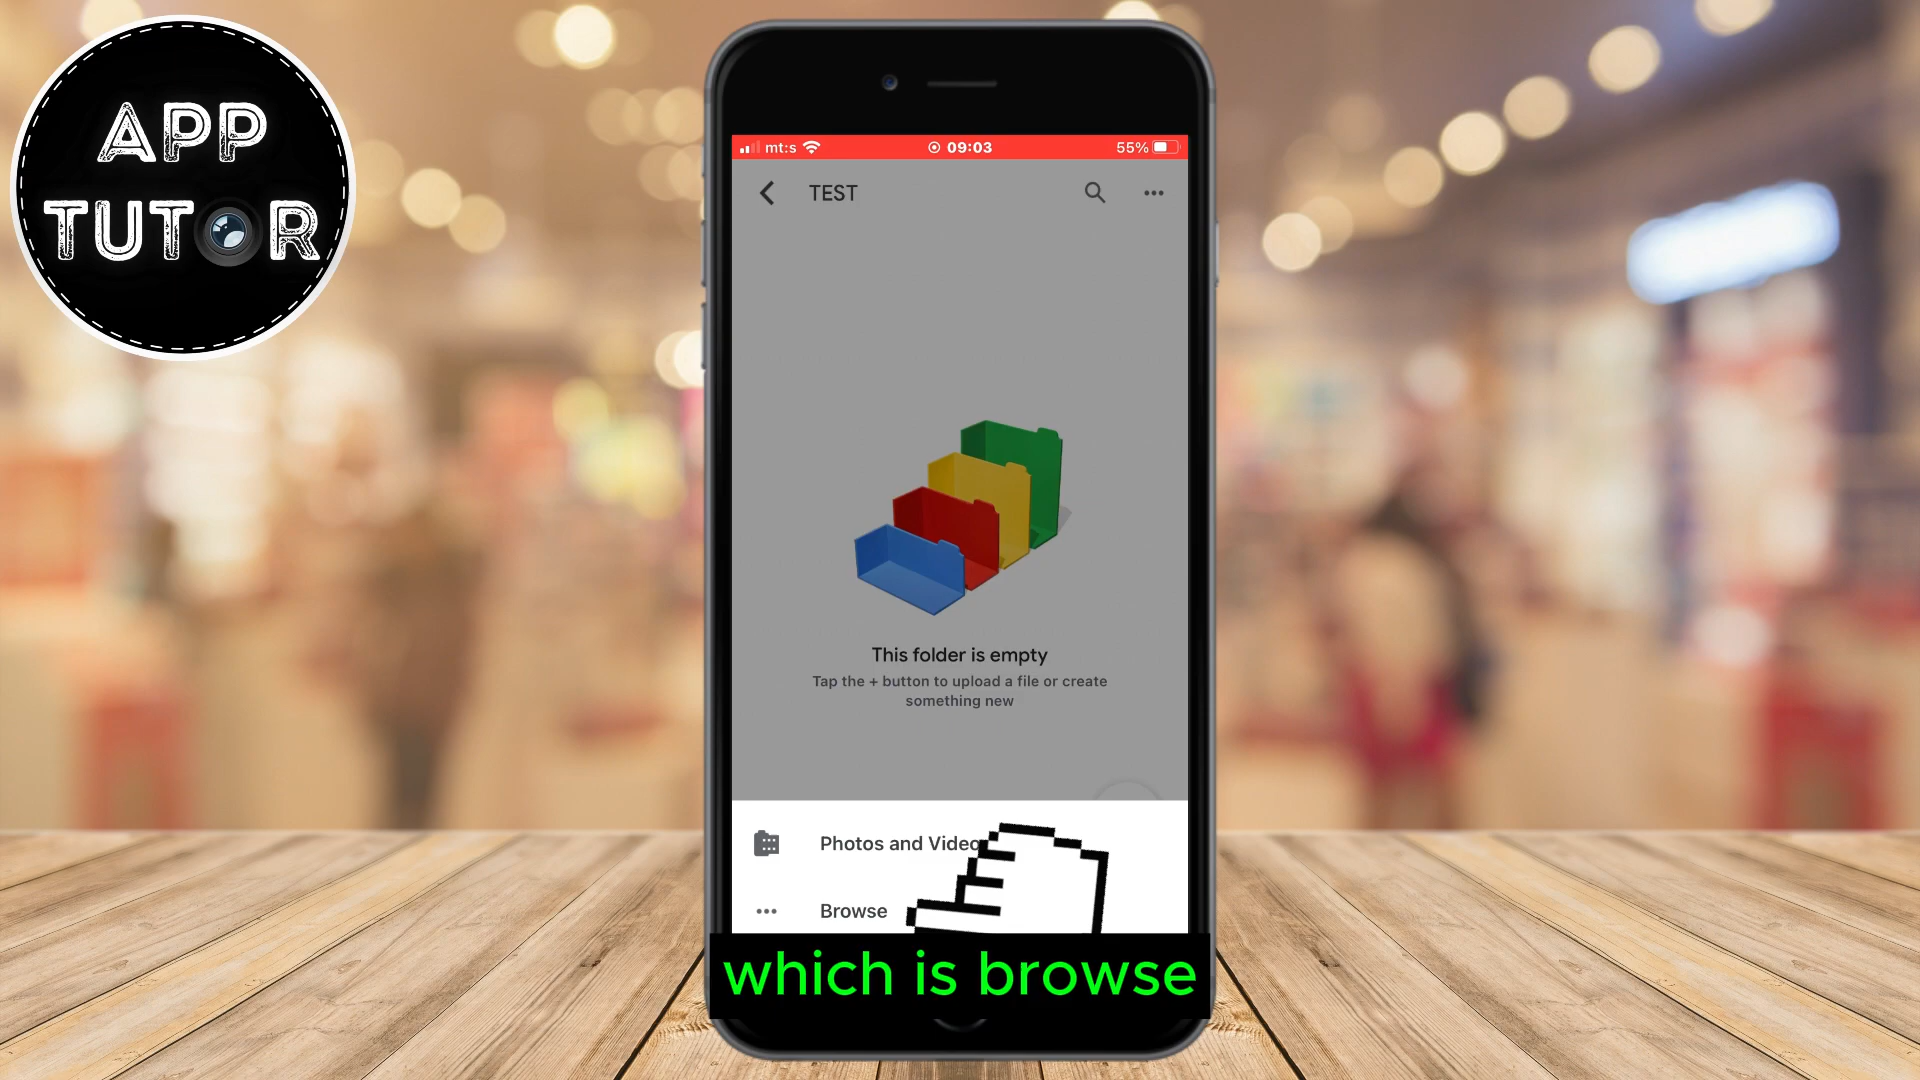 APP
TUTOR
mt:s
09:03
55%
TEST
This folder is empty
Tap the + button to upload a file or create
something new
Photos and Video
Browse
which is browse